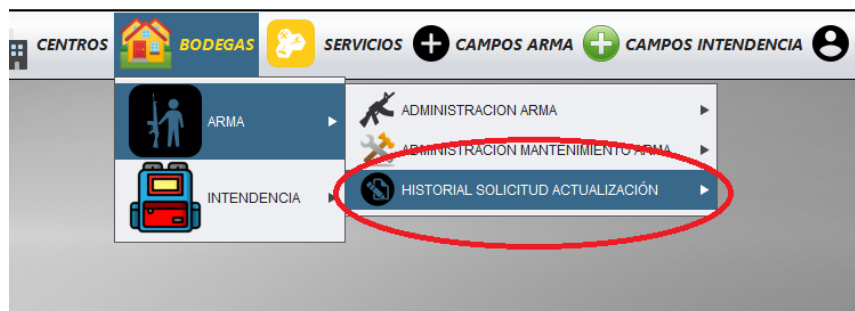 CENTROS BODEGAS SERVICIOS CAMPOS ARMA CAMPOS INTENDENCIA
ARMA
INTENDENCIA
ADMINISTRACION ARMA
ADMINISTRACION MANTENIMIENTO ARMA
HISTORIAL SOLICITUD ACTUALIZACIÓN